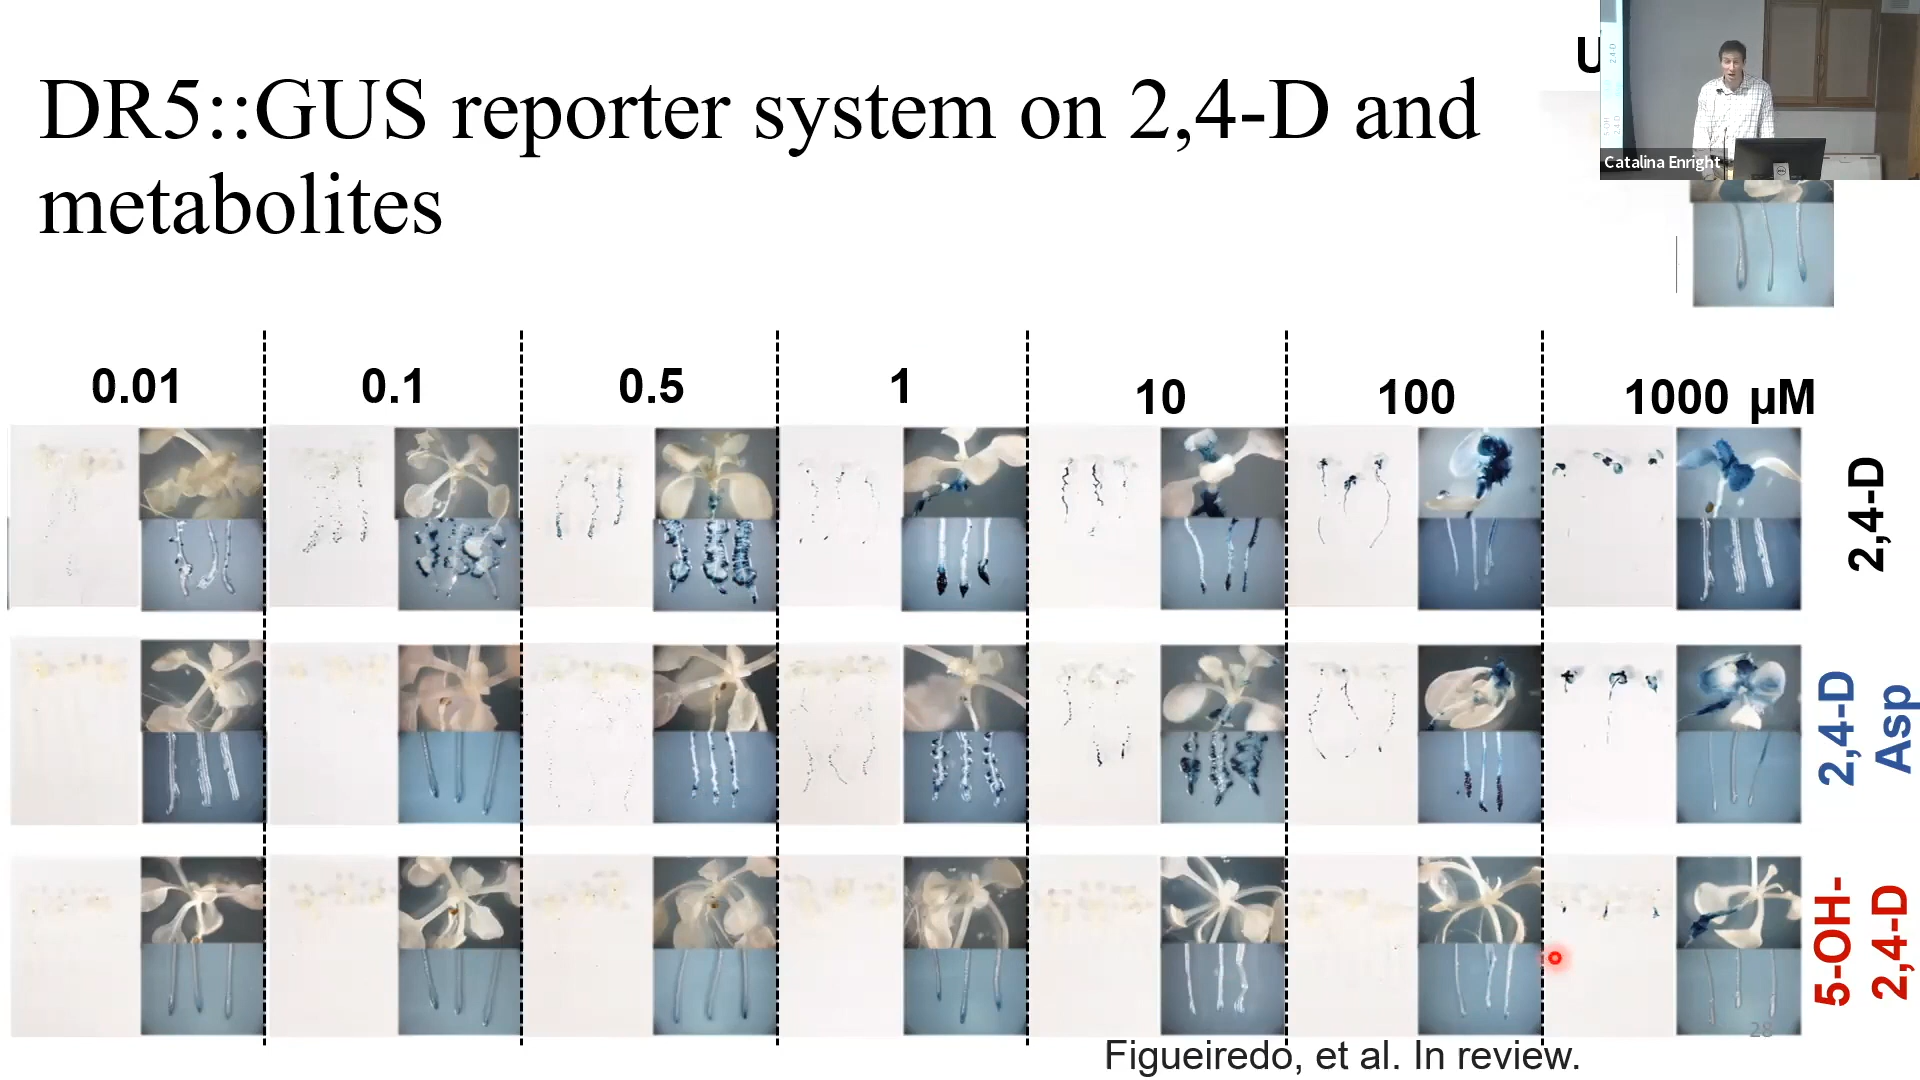 DR5::GUS reporter system on 2,4-D and
metabolites
U
Catalina Enright
0.01
0.1
0.5
1
10
100
1000 µM
2,4-D
2,4-D
Asp
5-OH-
2,4-D
28
Figueiredo, et al. In review.